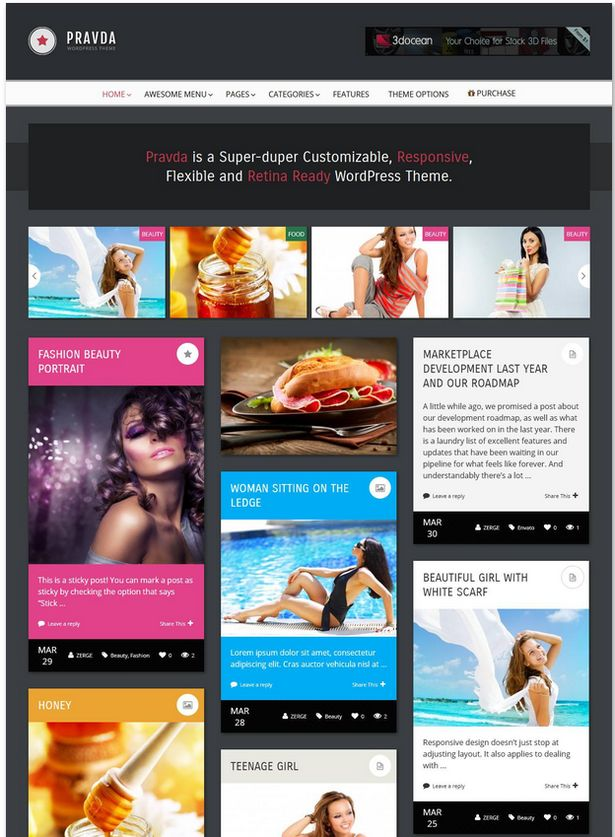 PRAVDA
WORDPRESS THEME
3docean Your Choice for Stock 3D Files
From $1
HOME AWESOME MENU PAGES CATEGORIES FEATURES THEME OPTIONS PURCHASE
Pravda is a Super-duper Customizable, Responsive,
Flexible and Retina Ready WordPress Theme.
BEAUTY FOOD BEAUTY BEAUTY
FASHION BEAUTY
PORTRAIT
This is a sticky post! You can mark a post as
sticky by checking the option that says
“Stick ...
Leave a reply Share This +
MAR
29
ZERGE Beauty, Fashion 0 2
HONEY
WOMAN SITTING ON THE
LEDGE
Lorem ipsum dolor sit amet, consectetur
adipiscing elit. Cras auctor vehicula nisl at ...
Leave a reply Share This +
MAR
28
ZERGE Beauty 0 2
TEENAGE GIRL
MARKETPLACE
DEVELOPMENT LAST YEAR
AND OUR ROADMAP
A little while ago, we promised a post about
our development roadmap, as well as what
has been worked on in the last year. There
is a laundry list of excellent features and
updates that have been waiting in our
pipeline for what feels like forever. And
understandably there’s a lot ...
Leave a reply Share This +
MAR
30
ZERGE Envato 0 1
BEAUTIFUL GIRL WITH
WHITE SCARF
Responsive design doesn’t just stop at
adjusting layout. It also applies to dealing
with ...
Leave a reply Share This +
MAR
25
ZERGE Beauty 0 1